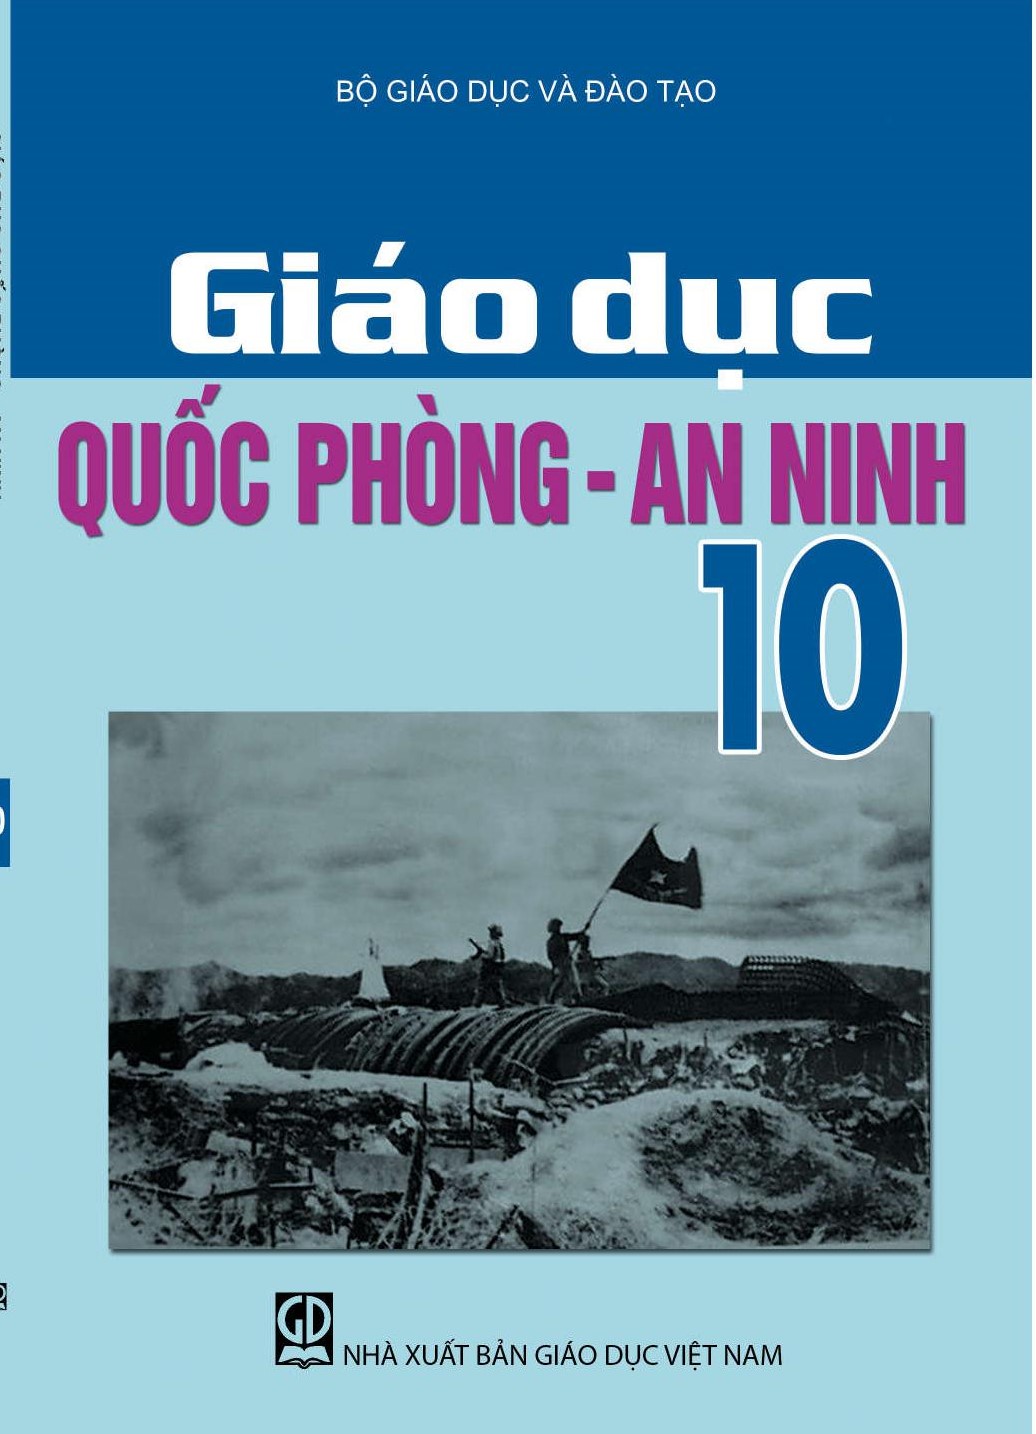 BỘ GIÁO DỤC VÀ ĐÀO TẠO
Giáo dục
QUỐC PHÒNG - AN NINH
10
GD
NHÀ XUẤT BẢN GIÁO DỤC VIỆT NAM